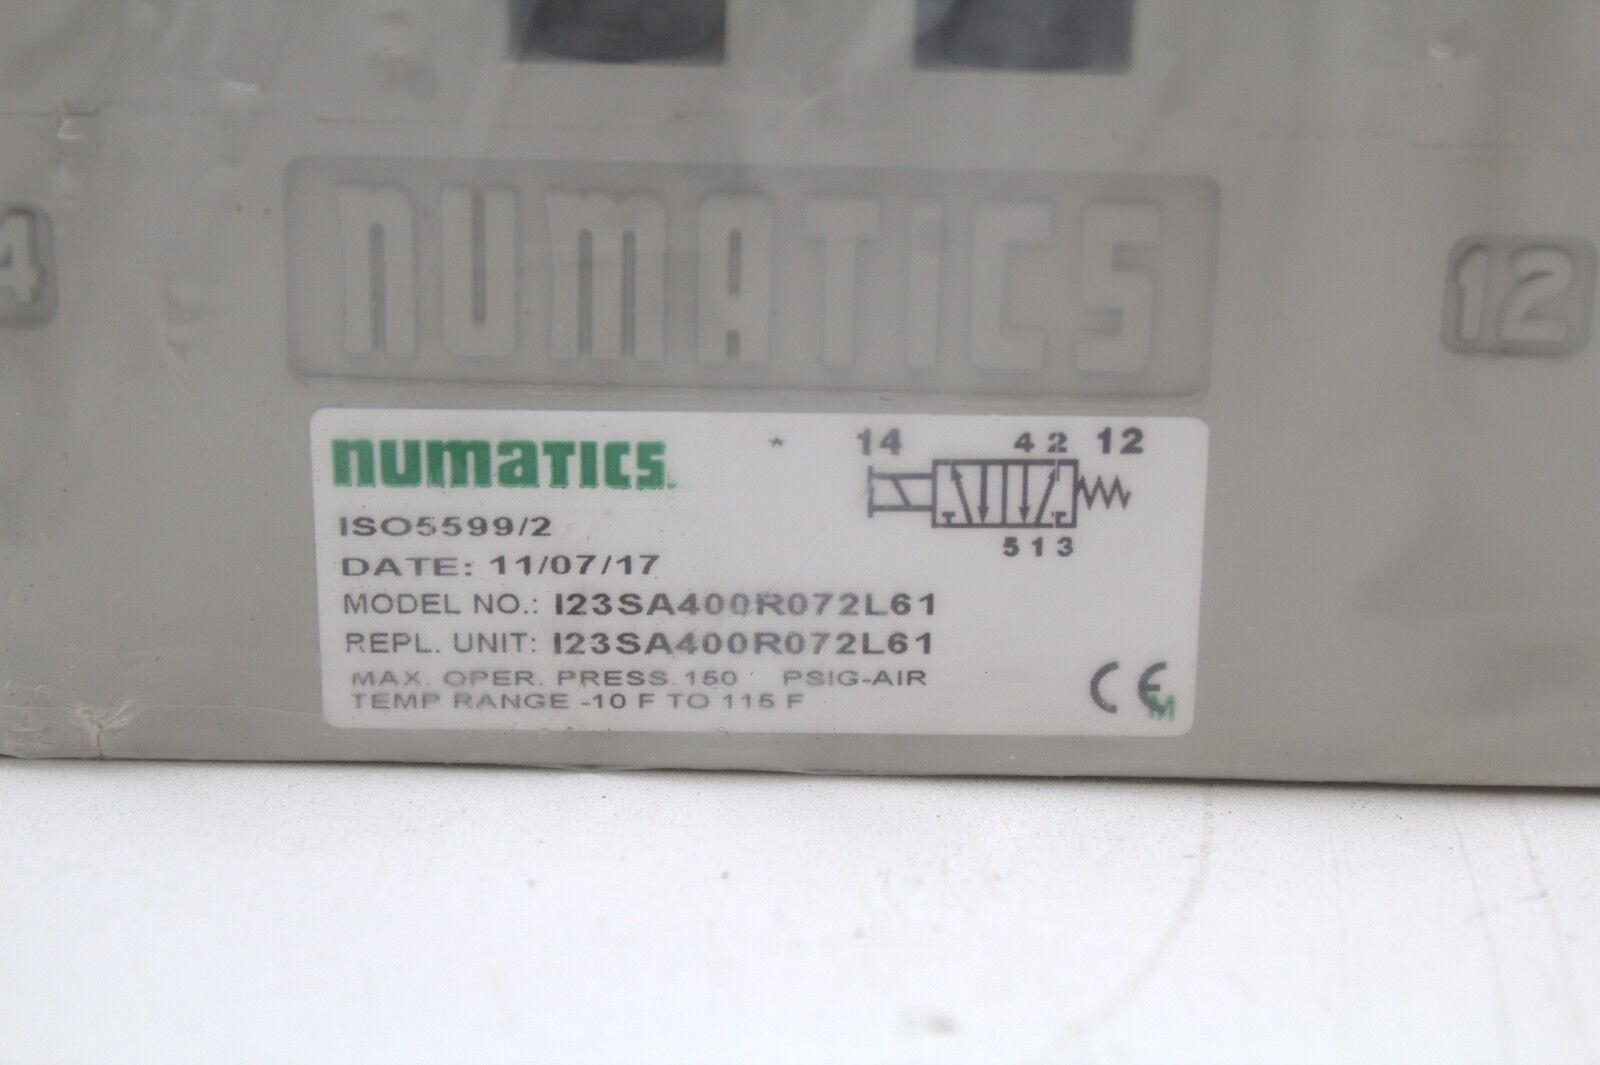 NUMATICS
4
12
numatics
* 14 4 2 12
5 1 3
ISO5599/2
DATE: 11/07/17
MODEL NO.: I23SA400R072L61
REPL. UNIT: I23SA400R072L61
MAX. OPER. PRESS. 150 PSIG-AIR
TEMP RANGE -10 F TO 115 F
CE
M